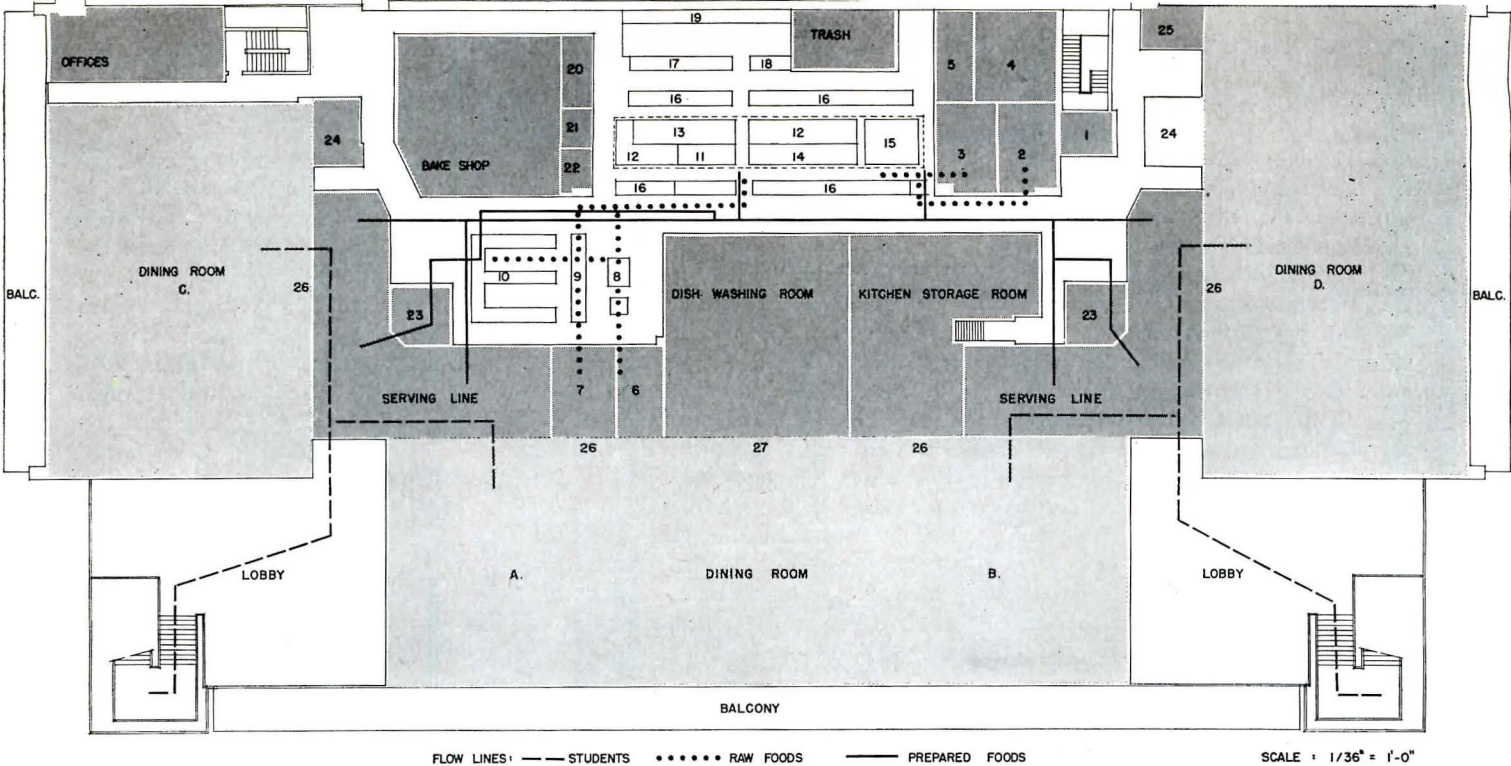 19
OFFICES
TRASH
25
17
18
5
4
20
16
16
24
21
13
12
15
1
24
BAKE SHOP
22
12
11
14
3
2
16
16
DINING ROOM
C.
26
10
9
8
DISH WASHING ROOM
KITCHEN STORAGE ROOM
DINING ROOM
D.
26
BALC.
BALC.
23
23
SERVING LINE
7
6
SERVING LINE
26
27
26
LOBBY
A.
DINING ROOM
B.
LOBBY
BALCONY
FLOW LINES: STUDENTS RAW FOODS PREPARED FOODS
SCALE : 1/36" = 1'-0"